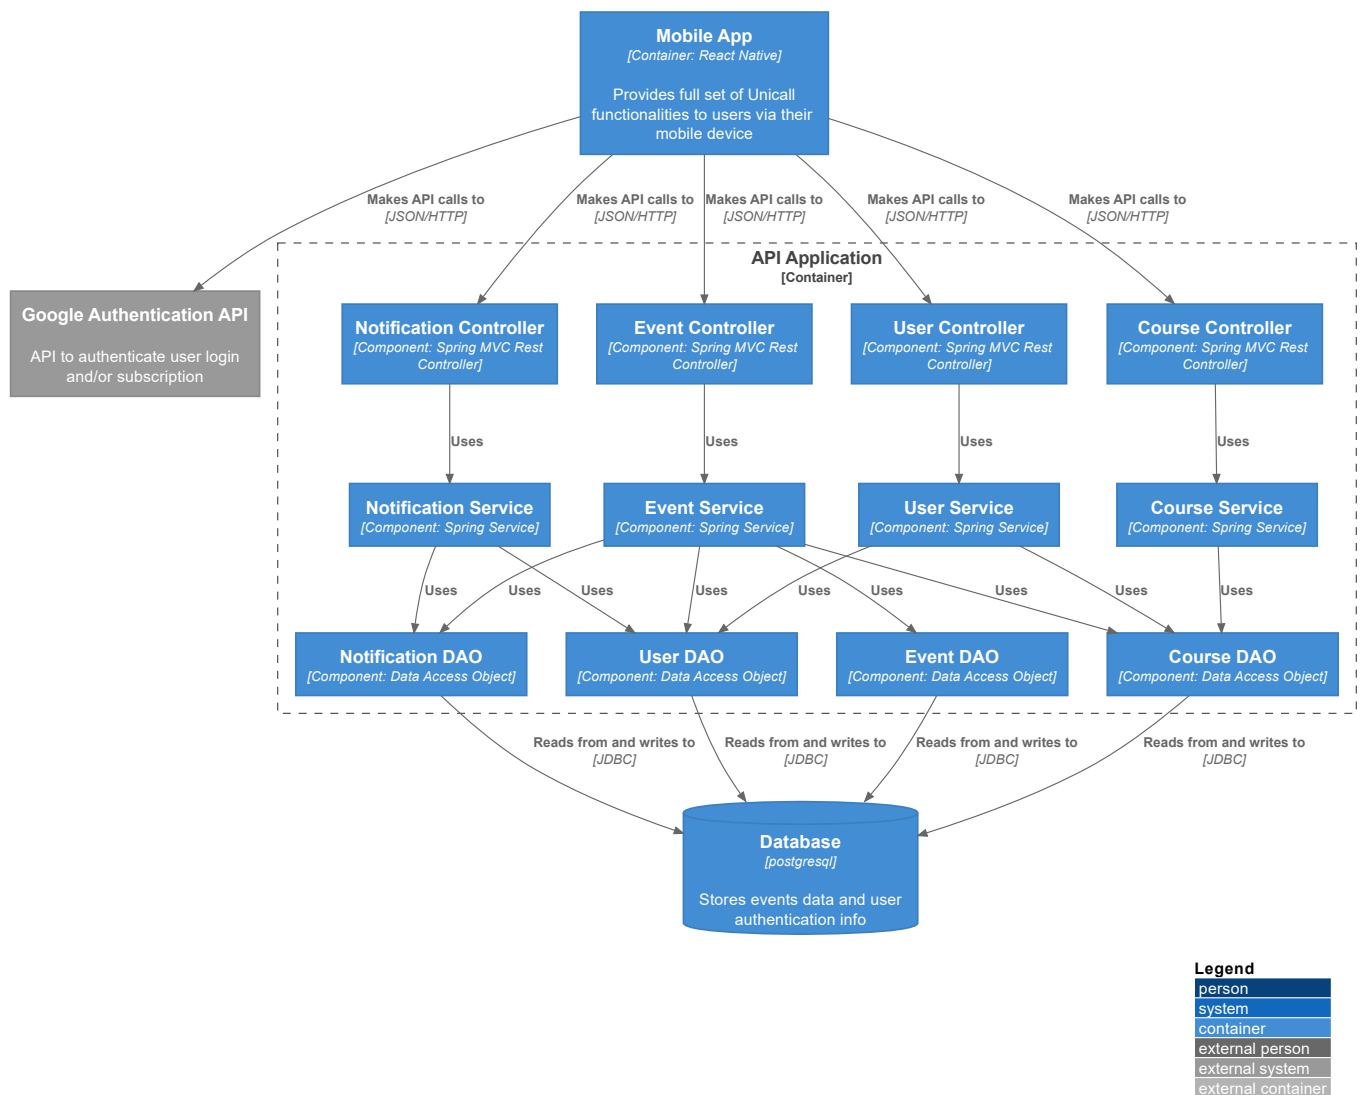 Mobile App
[Container: React Native]
Provides full set of Unicall
functionalities to users via their
mobile device
Makes API calls to
[JSON/HTTP]
Makes API calls to
[JSON/HTTP]
Makes API calls to
[JSON/HTTP]
Makes API calls to
[JSON/HTTP]
Makes API calls to
[JSON/HTTP]
API Application
[Container]
Google Authentication API
API to authenticate user login
and/or subscription
Notification Controller
[Component: Spring MVC Rest
Controller]
Event Controller
[Component: Spring MVC Rest
Controller]
User Controller
[Component: Spring MVC Rest
Controller]
Course Controller
[Component: Spring MVC Rest
Controller]
Uses
Uses
Uses
Uses
Notification Service
[Component: Spring Service]
Event Service
[Component: Spring Service]
User Service
[Component: Spring Service]
Course Service
[Component: Spring Service]
Uses
Uses
Uses
Uses
Uses
Uses
Uses
Uses
Uses
Notification DAO
[Component: Data Access Object]
User DAO
[Component: Data Access Object]
Event DAO
[Component: Data Access Object]
Course DAO
[Component: Data Access Object]
Reads from and writes to
[JDBC]
Reads from and writes to
[JDBC]
Reads from and writes to
[JDBC]
Reads from and writes to
[JDBC]
Database
[postgresql]
Stores events data and user
authentication info
Legend
person
system
container
external person
external system
external container